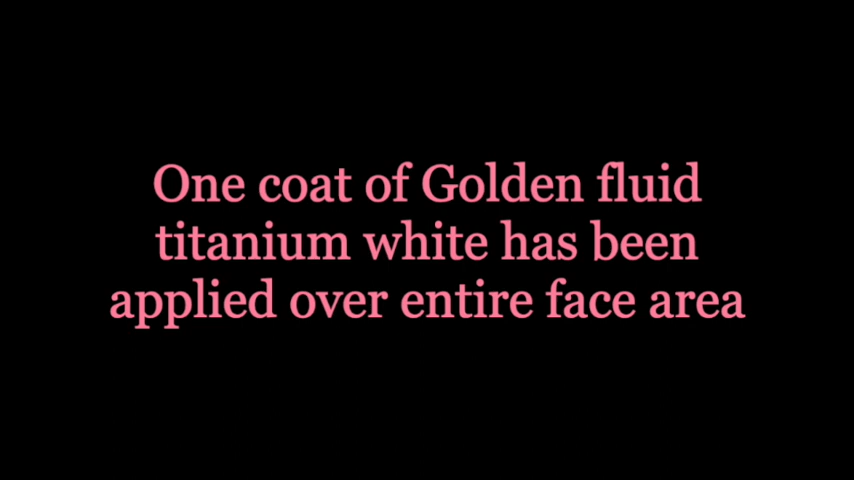 One coat of Golden fluid
titanium white has been
applied over entire face area